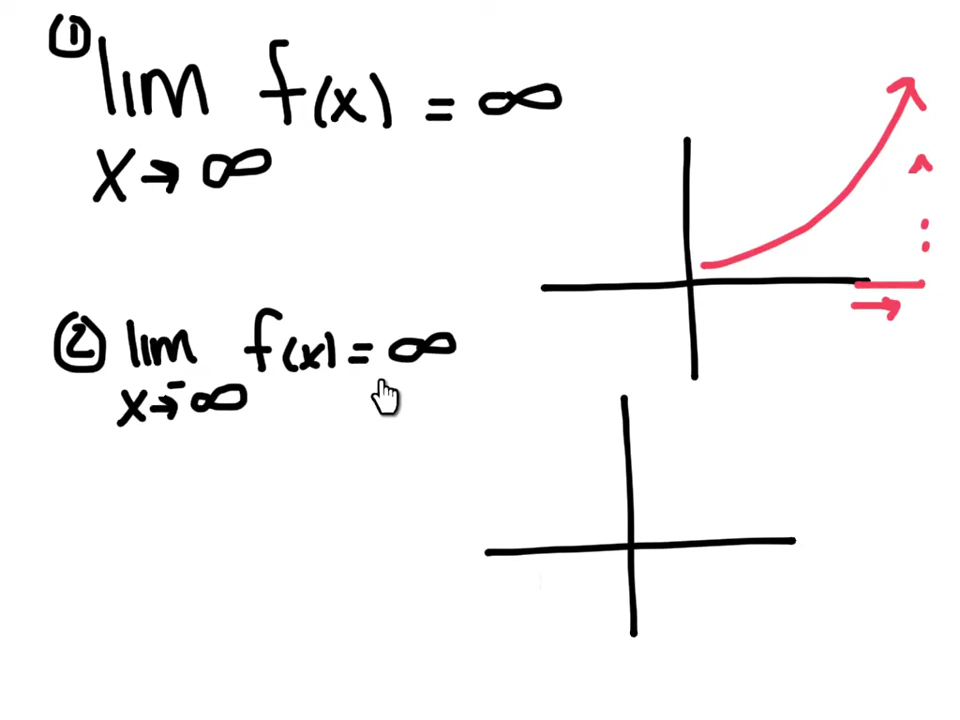 ① lim f(x) = ∞
x → ∞
② lim f(x) = ∞
x → -∞